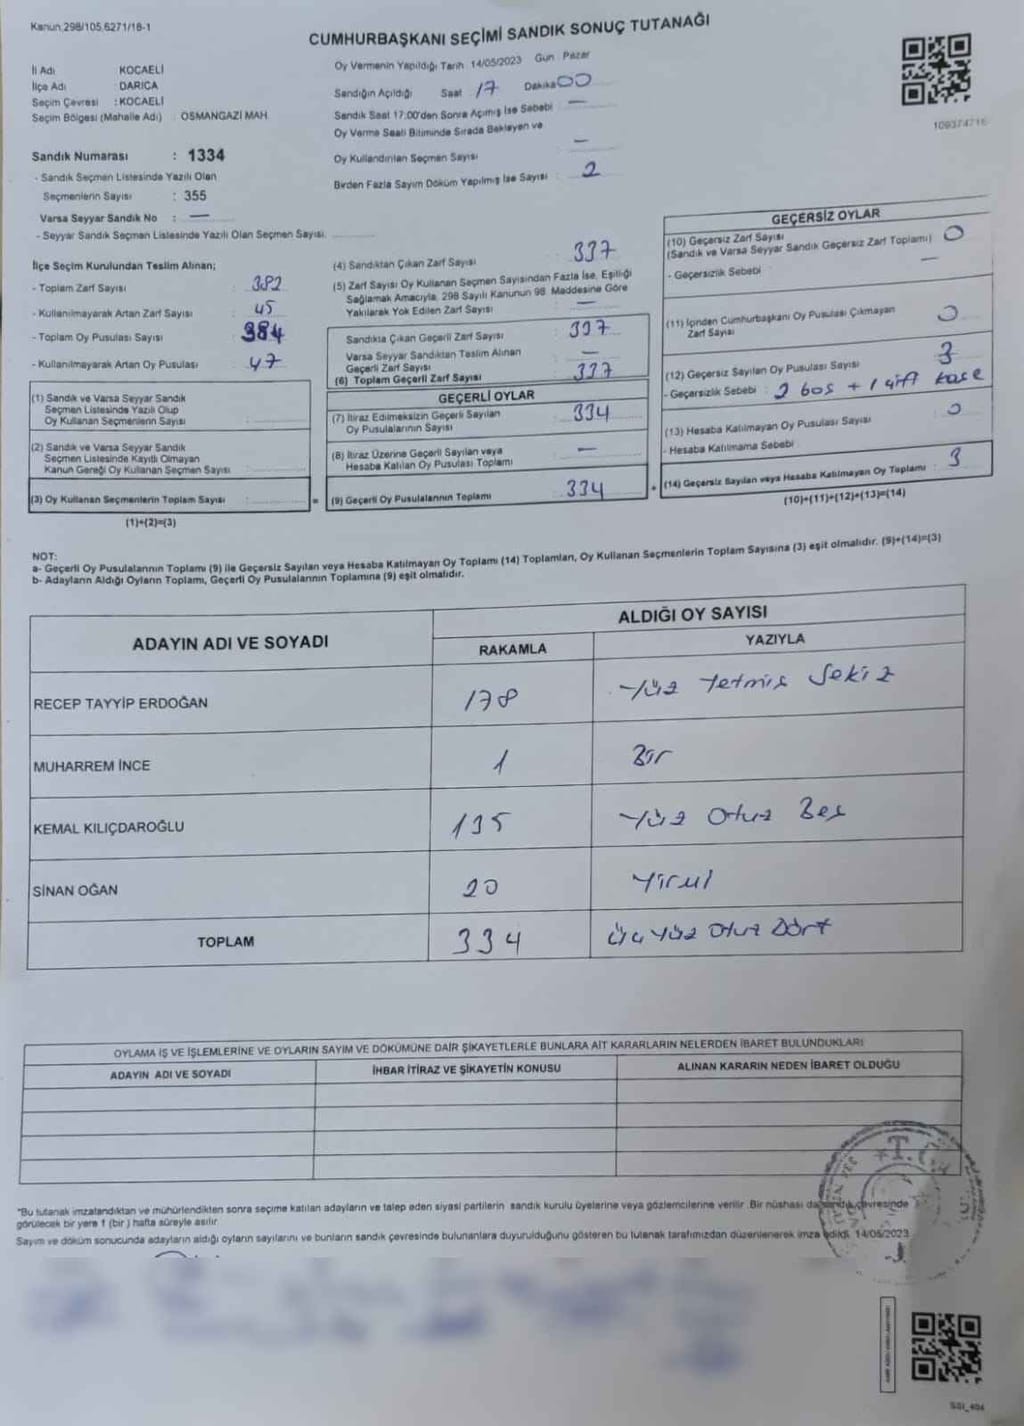 Kanun 298/105,6271/18-1
CUMHURBAŞKANI SEÇİMİ SANDIK SONUÇ TUTANAĞI
İl Adı KOCAELİ
İlçe Adı : DARICA
Seçim Çevresi : KOCAELİ
Seçim Bölgesi (Mahalle Adı) OSMANGAZİ MAH
Sandık Numarası : 1334
- Sandık Seçmen Listesinde Yazılı Olan
Seçmenlerin Sayısı : 355
Varsa Seyyar Sandık No : —
- Seyyar Sandık Seçmen Listesinde Yazılı Olan Seçmen Sayısı
Oy Vermenin Yapıldığı Tarih 14/05/2023 Gün Pazar
Sandığın Açıldığı Saat 17 Dakika 00
Sandık Saat 17:00'den Sonra Açılmış İse Sebebi —
Oy Verme Saati Bitiminde Sırada Bekleyen ve
Oy Kullandırılan Seçmen Sayısı —
Birden Fazla Sayım Döküm Yapılmış İse Sayısı 2
109374716
İlçe Seçim Kurulundan Teslim Alınan;
- Toplam Zarf Sayısı 382
- Kullanılmayarak Artan Zarf Sayısı 45
- Toplam Oy Pusulası Sayısı 384
- Kullanılmayarak Artan Oy Pusulası 47
(1) Sandık ve Varsa Seyyar Sandık
Seçmen Listesinde Yazılı Olup
Oy Kullanan Seçmenlerin Sayısı
(2) Sandık ve Varsa Seyyar Sandık
Seçmen Listesinde Kayıtlı Olmayan
Kanun Gereği Oy Kullanan Seçmen Sayısı
(3) Oy Kullanan Seçmenlerin Toplam Sayısı =
(1)+(2)=(3)
(4) Sandıktan Çıkan Zarf Sayısı 337
(5) Zarf Sayısı Oy Kullanan Seçmen Sayısından Fazla İse, Eşitliği
Sağlamak Amacıyla, 298 Sayılı Kanunun 98. Maddesine Göre
Yakılarak Yok Edilen Zarf Sayısı —
Sandıkta Çıkan Geçerli Zarf Sayısı 337
Varsa Seyyar Sandıktan Teslim Alınan
Geçerli Zarf Sayısı —
(6) Toplam Geçerli Zarf Sayısı 337
GEÇERLİ OYLAR
(7) İtiraz Edilmeksizin Geçerli Sayılan
Oy Pusulalarının Sayısı 334
(8) İtiraz Üzerine Geçerli Sayılan veya
Hesaba Katılan Oy Pusulası Toplamı —
(9) Geçerli Oy Pusulalarının Toplamı 334 +
GEÇERSİZ OYLAR
(10) Geçersiz Zarf Sayısı
(Sandık ve Varsa Seyyar Sandık Geçersiz Zarf Toplamı) 0
- Geçersizlik Sebebi —
(11) İçinden Cumhurbaşkanı Oy Pusulası Çıkmayan
Zarf Sayısı 0
(12) Geçersiz Sayılan Oy Pusulası Sayısı 3
- Geçersizlik Sebebi : 2 boş + 1 çift kaşe
(13) Hesaba Katılmayan Oy Pusulası Sayısı 0
- Hesaba Katılmama Sebebi
(14) Geçersiz Sayılan veya Hesaba Katılmayan Oy Toplamı 3
(10)+(11)+(12)+(13)=(14)
NOT:
a- Geçerli Oy Pusulalarının Toplamı (9) ile Geçersiz Sayılan veya Hesaba Katılmayan Oy Toplamı (14) Toplamları, Oy Kullanan Seçmenlerin Toplam Sayısına (3) eşit olmalıdır. (9)+(14)=(3)
b- Adayların Aldığı Oyların Toplamı, Geçerli Oy Pusulalarının Toplamına (9) eşit olmalıdır.
ADAYIN ADI VE SOYADI
ALDIĞI OY SAYISI
RAKAMLA YAZIYLA
RECEP TAYYİP ERDOĞAN 178 Yüz Yetmiş Sekiz
MUHARREM İNCE 1 Bir
KEMAL KILIÇDAROĞLU 135 Yüz Otuz Beş
SİNAN OĞAN 20 Yirmi
TOPLAM 334 Üçyüz Otuz Dört
OYLAMA İŞ VE İŞLEMLERİNE VE OYLARIN SAYIM VE DÖKÜMÜNE DAİR ŞİKAYETLERLE BUNLARA AİT KARARLARIN NELERDEN İBARET BULUNDUKLARI
ADAYIN ADI VE SOYADI İHBAR İTİRAZ VE ŞİKAYETİN KONUSU ALINAN KARARIN NEDEN İBARET OLDUĞU
*Bu tutanak imzalandıktan ve mühürlendikten sonra seçime katılan adayların ve talep eden siyasi partilerin sandık kurulu üyelerine veya gözlemcilerine verilir. Bir nüshası da sandık çevresinde
görülecek bir yere 1 (bir) hafta süreyle asılır.
Sayım ve döküm sonucunda adayların aldığı oyların sayılarını ve bunların sandık çevresinde bulunanlara duyurulduğunu gösteren bu tutanak tarafımızdan düzenlenerek imza edildi. 14/05/2023
T.C.